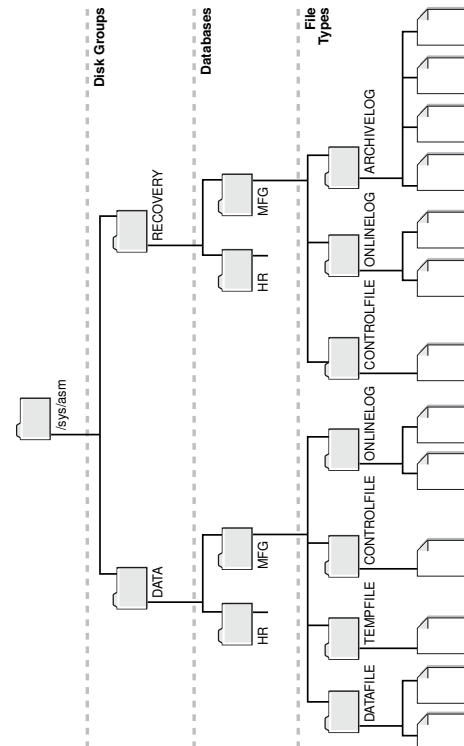 /sys/asm
Disk Groups
DATA
RECOVERY
Databases
HR
MFG
HR
MFG
File
Types
DATAFILE
TEMPFILE
CONTROLFILE
ONLINELOG
CONTROLFILE
ONLINELOG
ARCHIVELOG